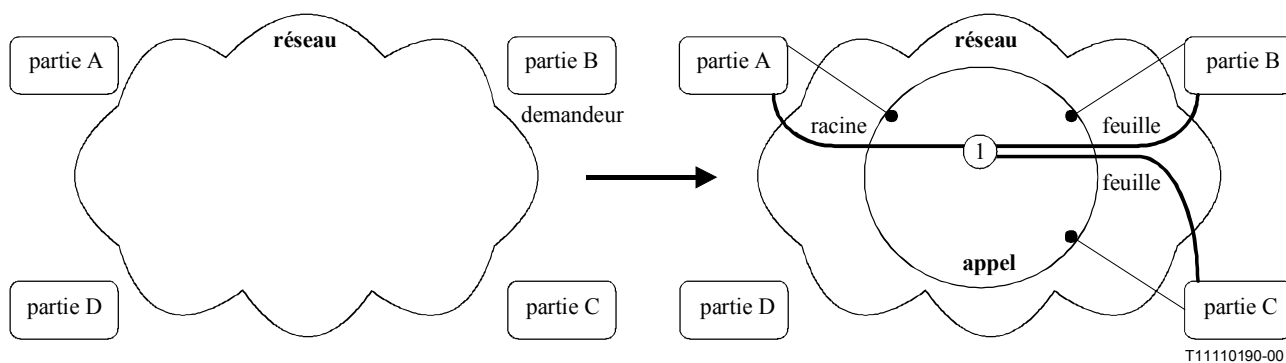 réseau
partie A
partie B
demandeur
partie D
partie C
réseau
partie A
partie B
racine
feuille
1
feuille
appel
partie D
partie C
T11110190-00